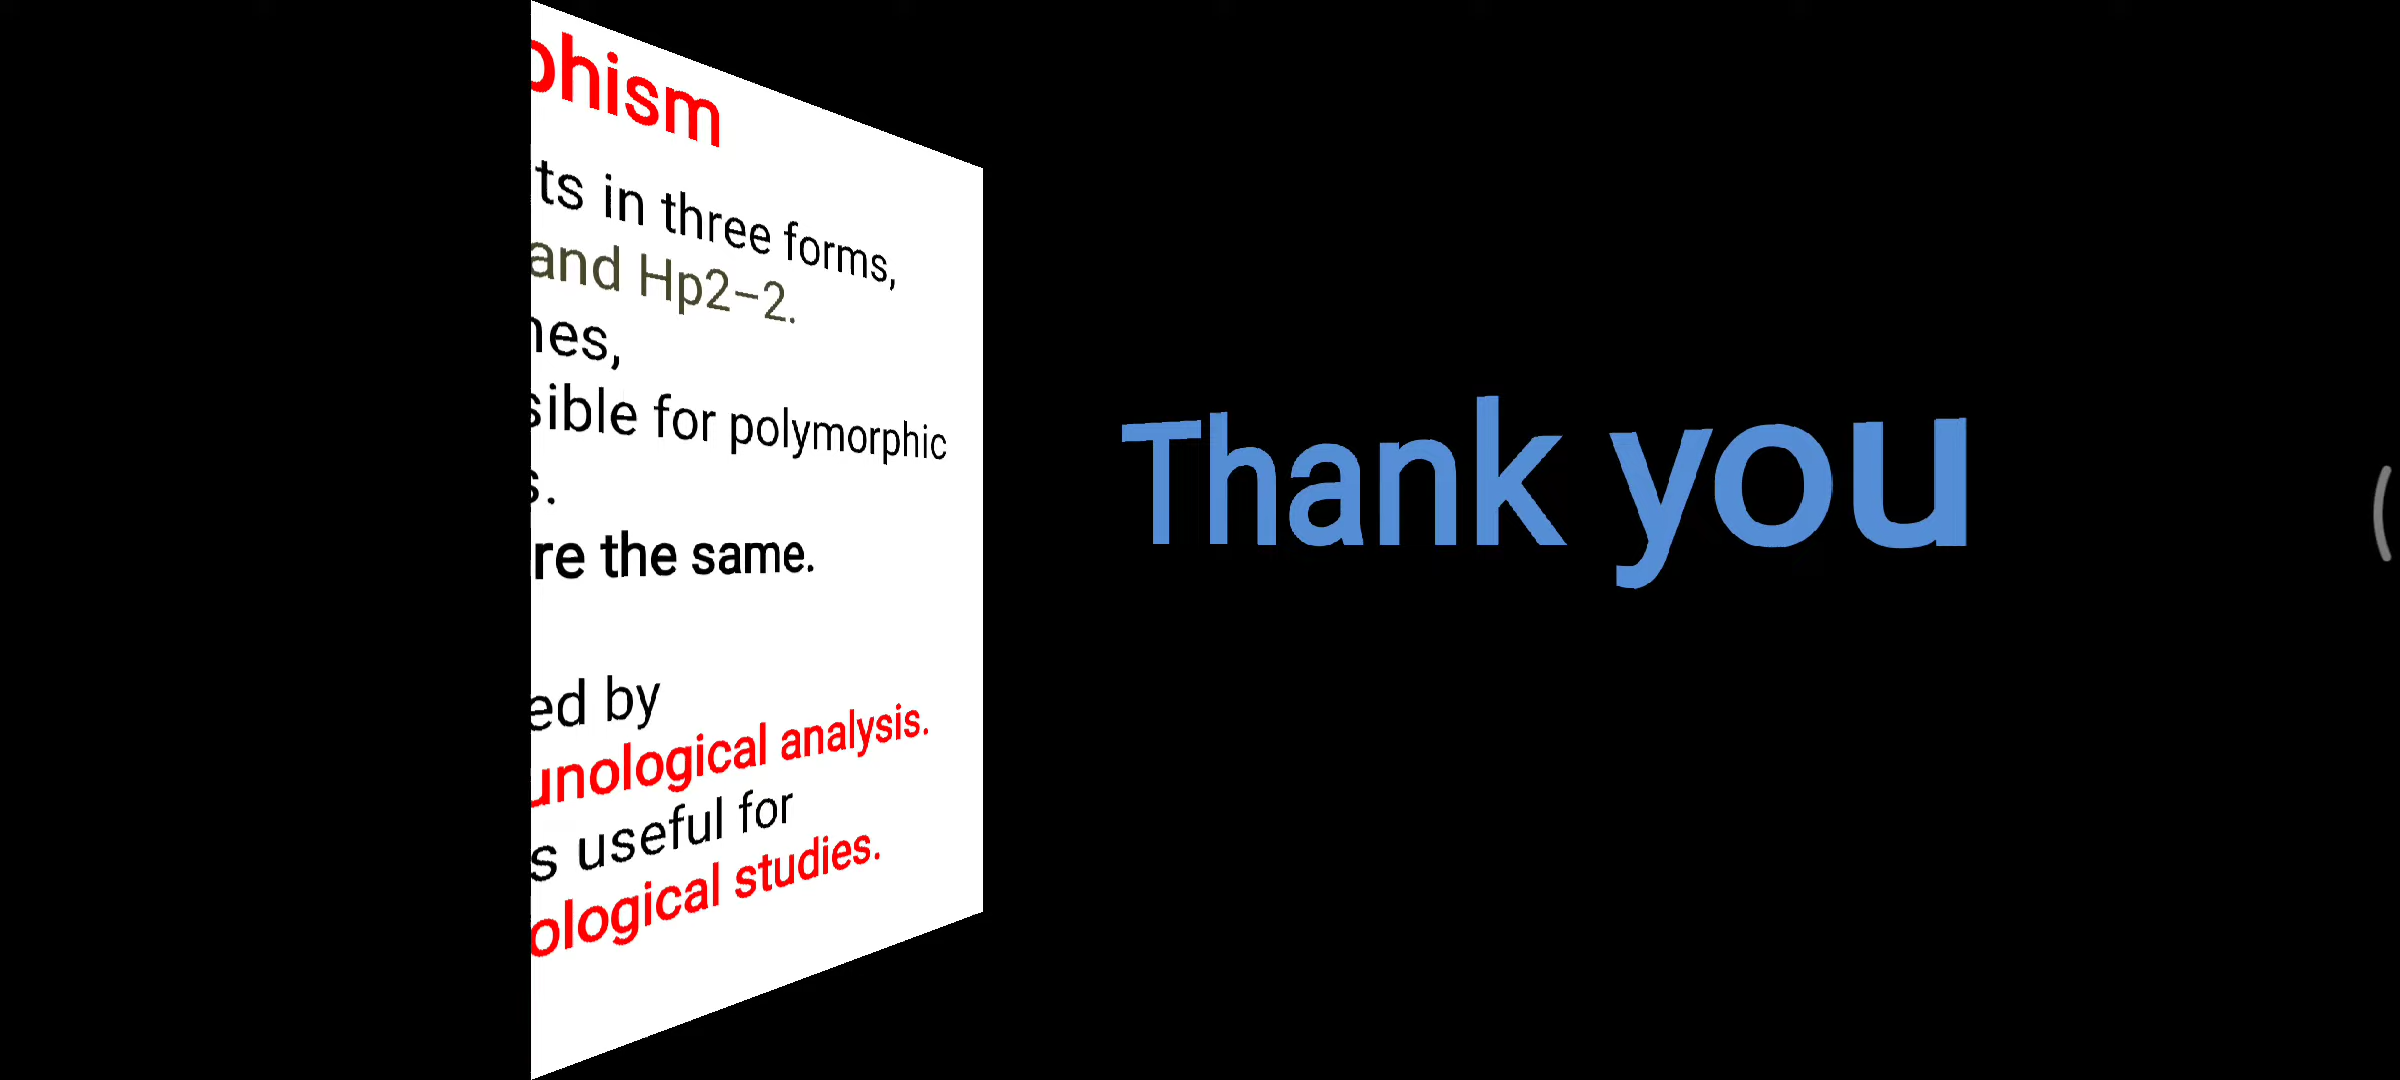 phism
ts in three forms,
and Hp2–2.
nes,
sible for polymorphic
s.
re the same.
ed by
unological analysis.
s useful for
ological studies.
Thank you